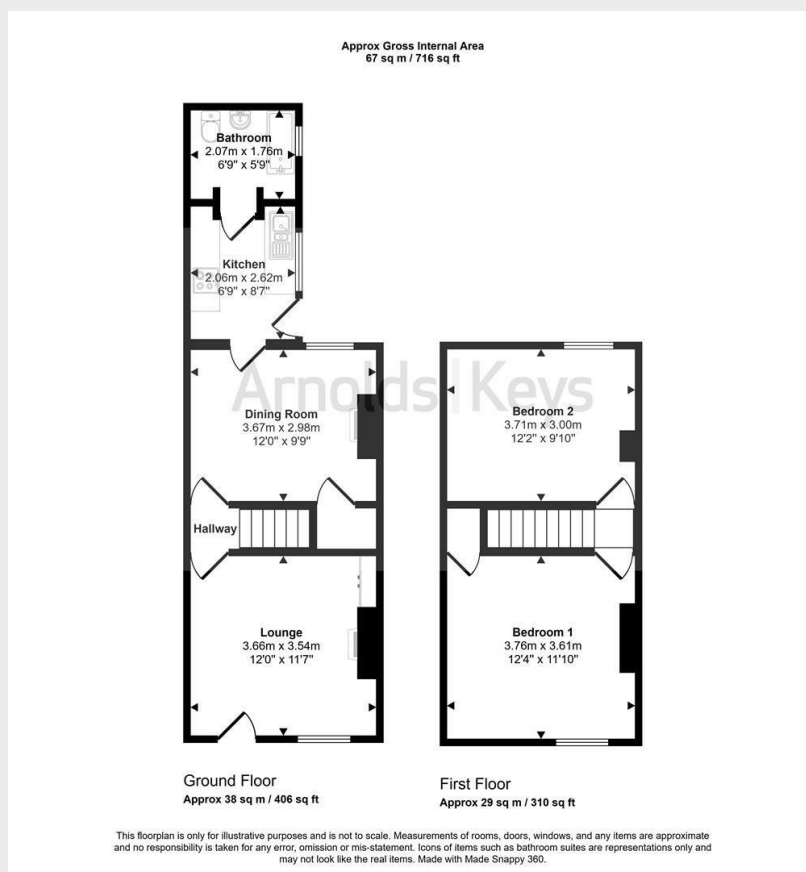 Approx Gross Internal Area
67 sq m / 716 sq ft
Bathroom
2.07m x 1.76m
6'9" x 5'9"
Kitchen
2.06m x 2.62m
6'9" x 8'7"
Arnolds|Keys
Dining Room
3.67m x 2.98m
12'0" x 9'9"
Bedroom 2
3.71m x 3.00m
12'2" x 9'10"
Hallway
Lounge
3.66m x 3.54m
12'0" x 11'7"
Bedroom 1
3.76m x 3.61m
12'4" x 11'10"
Ground Floor
Approx 38 sq m / 406 sq ft
First Floor
Approx 29 sq m / 310 sq ft
This floorplan is only for illustrative purposes and is not to scale. Measurements of rooms, doors, windows, and any items are approximate
and no responsibility is taken for any error, omission or mis-statement. Icons of items such as bathroom suites are representations only and
may not look like the real items. Made with Made Snappy 360.